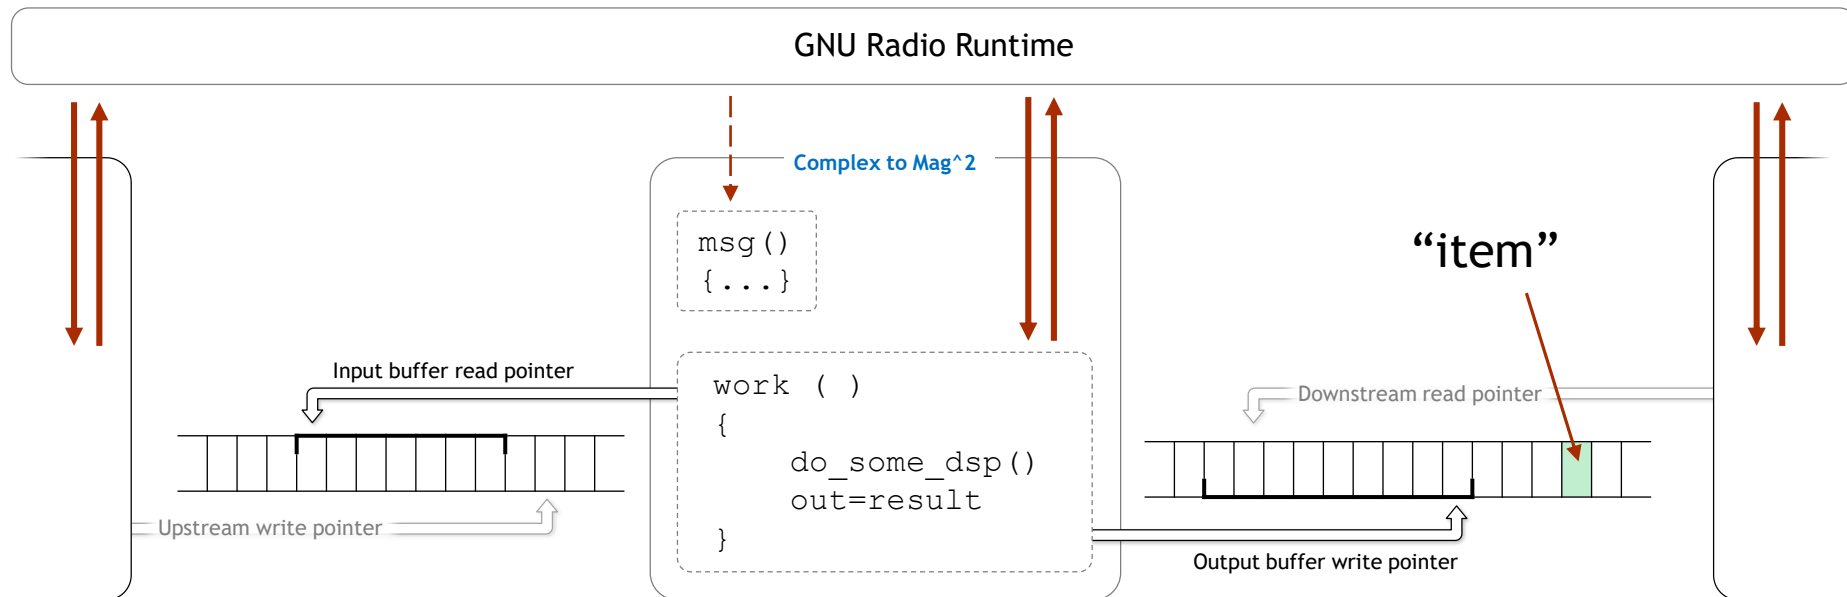 GNU Radio Runtime
Complex to Mag^2
msg()
{...}
“item”
Input buffer read pointer
work ( )
{
do_some_dsp()
out=result
}
Downstream read pointer
Upstream write pointer
Output buffer write pointer